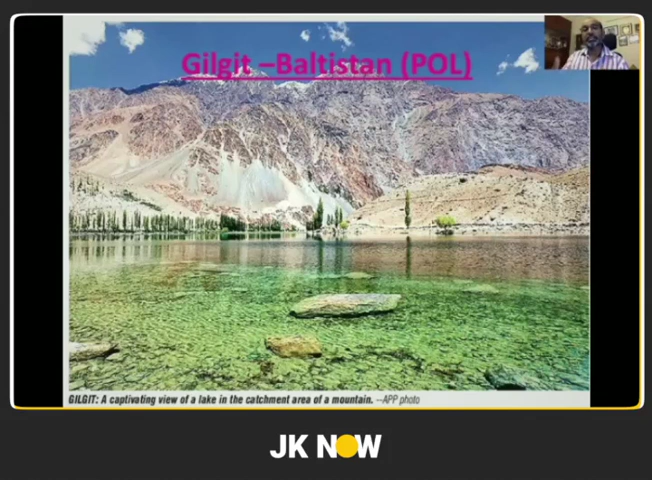 Gilgit –Baltistan (POL)
GILGIT: A captivating view of a lake in the catchment area of a mountain. –APP photo
JK NOW